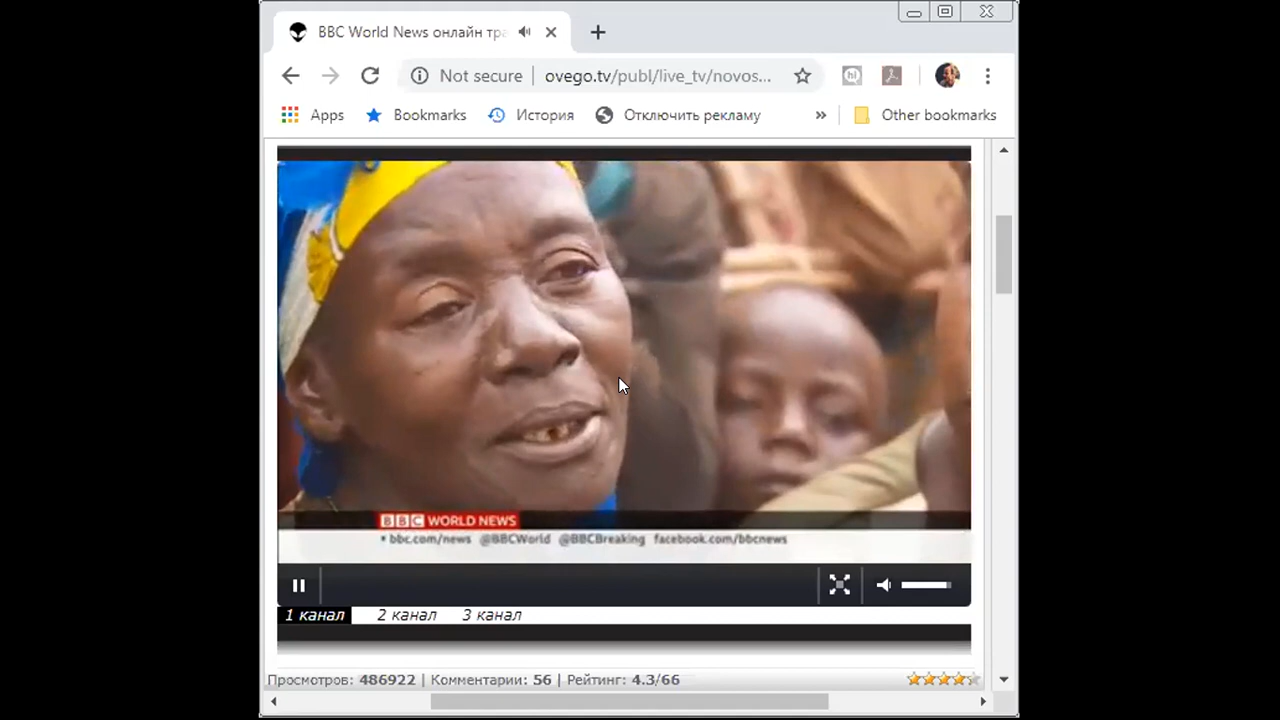 BBC World News онлайн тра
Not secure | ovego.tv/publ/live_tv/novos...
Apps Bookmarks История Отключить рекламу » Other bookmarks
BBC WORLD NEWS
• bbc.com/news @BBCWorld @BBCBreaking facebook.com/bbcnews
1 канал 2 канал 3 канал
Просмотров: 486922 | Комментарии: 56 | Рейтинг: 4.3/66